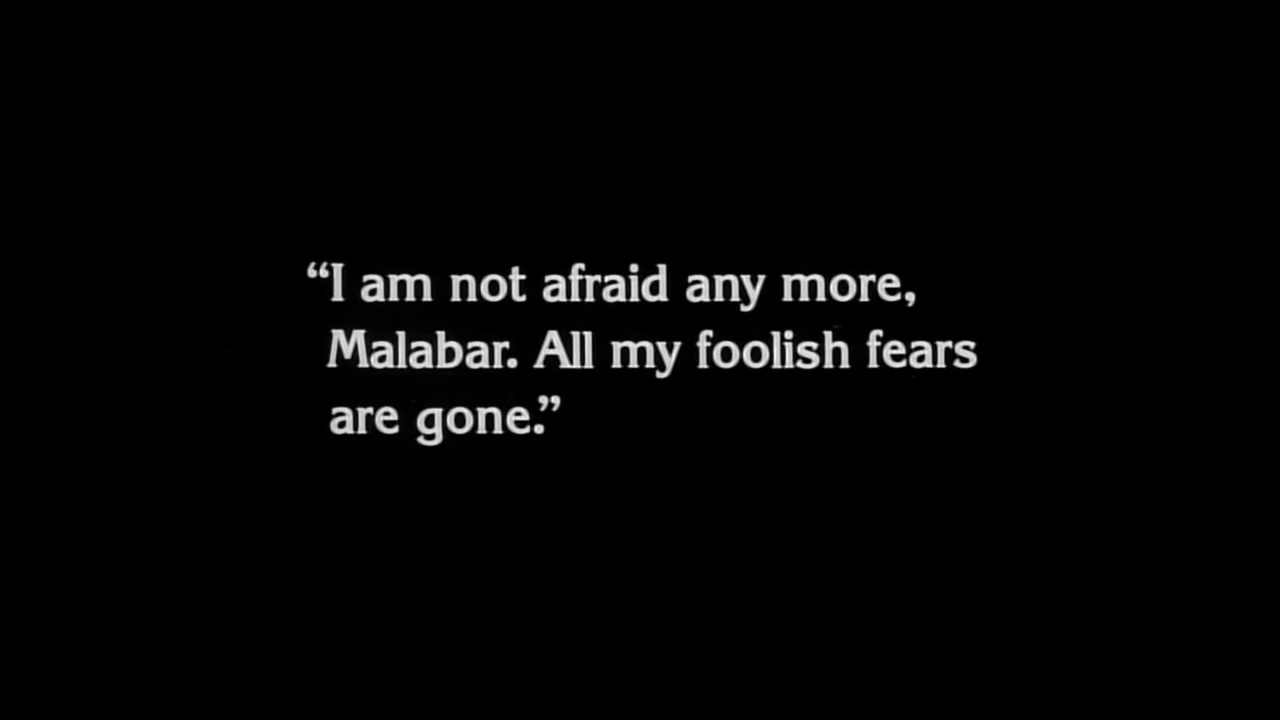 “I am not afraid any more,
Malabar. All my foolish fears
are gone.”